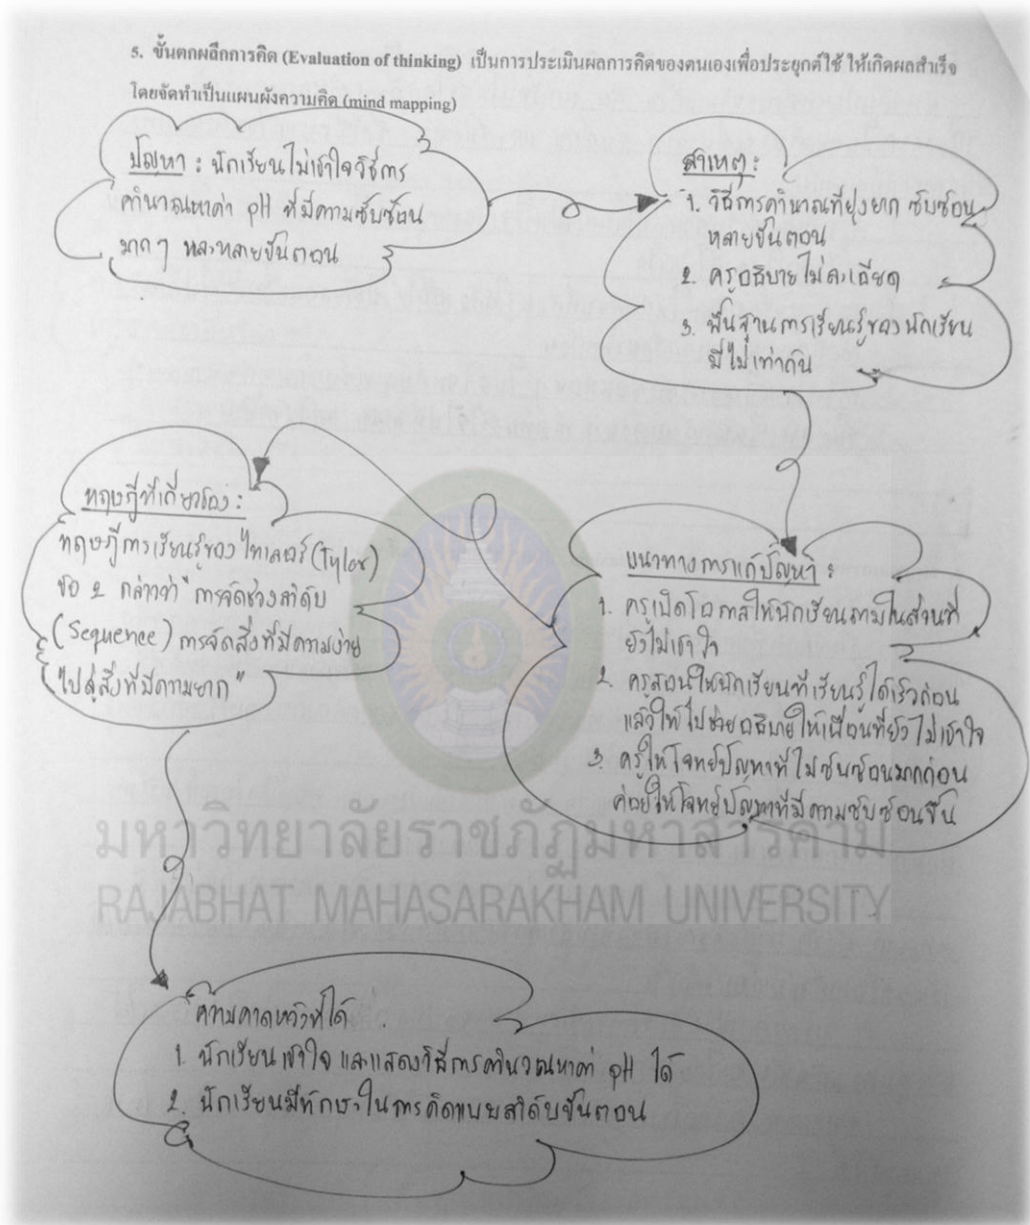 5. ขั้นตกผลึกการคิด (Evaluation of thinking) เป็นการประเมินผลการคิดของตนเองเพื่อประยุกต์ใช้ ให้เกิดผลสำเร็จ
โดยจัดทำเป็นแผนผังความคิด (mind mapping)
ปัญหา : นักเรียนไม่เข้าใจวิธีการ
คำนวณหาค่า pH ที่มีความซับซ้อน
มาก ๆ และหลายขั้นตอน
สาเหตุ :
1. วิธีการคำนวณที่ยุ่งยาก ซับซ้อน
หลายขั้นตอน
2. ครูอธิบายไม่ละเอียด
3. พื้นฐานการเรียนรู้ของนักเรียน
มีไม่เท่ากัน
แนวทางการแก้ปัญหา :
1. ครูเปิดโอกาสให้นักเรียนถามในส่วนที่
ยังไม่เข้าใจ
2. ครูสอนให้นักเรียนที่เรียนรู้ได้เร็วก่อน
แล้วให้ไปช่วยอธิบายให้เพื่อนที่ยังไม่เข้าใจ
3. ครูให้โจทย์ปัญหาที่ไม่ซับซ้อนมากก่อน
ค่อยให้โจทย์ปัญหาที่มีความซับซ้อนขึ้น
ทฤษฎีที่เกี่ยวข้อง :
ทฤษฎีการเรียนรู้ของไทเลอร์ (Tylor)
ข้อ 2 กล่าวว่า "การจัดช่วงลำดับ
(Sequence) การจัดสิ่งที่มีความง่าย
ไปสู่สิ่งที่มีความยาก"
มหาวิทยาลัยราชภัฏมหาสารคาม
RAJABHAT MAHASARAKHAM UNIVERSITY
ความคาดหวังที่ได้
1. นักเรียนเข้าใจ และแสดงวิธีการคำนวณหาค่า pH ได้
2. นักเรียนมีทักษะในการคิดแบบลำดับขั้นตอน